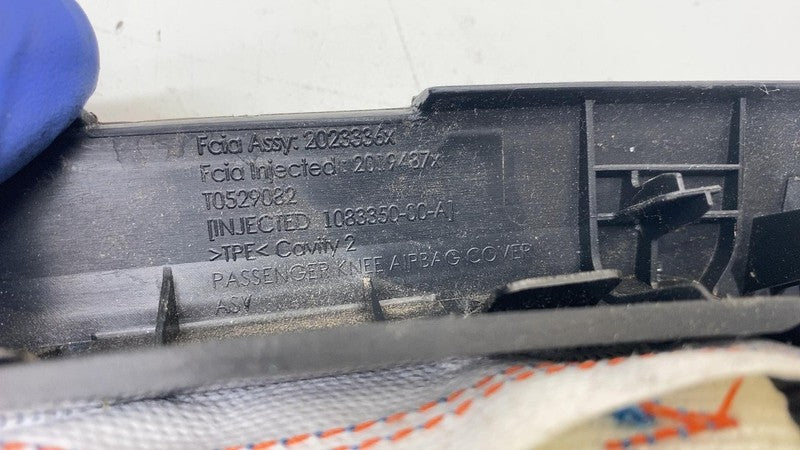 Fcia Assy: 2023336x
Fcia Injected : 2019487x
T0529082
[INJECTED 1083350-00-A]
>TPE< Cavity 2
PASSENGER KNEE AIRBAG COVER
ASY